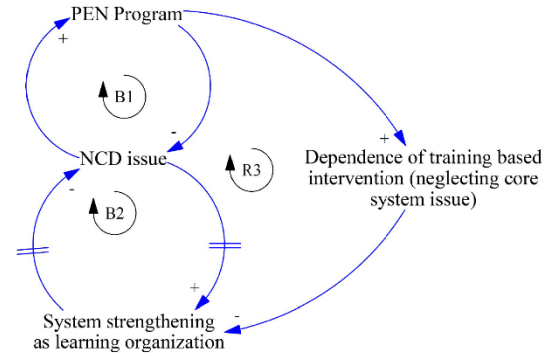 PEN Program
+
B1
-
NCD issue
R3
+
Dependence of training based
intervention (neglecting core
system issue)
-
B2
+
-
System strengthening
as learning organization